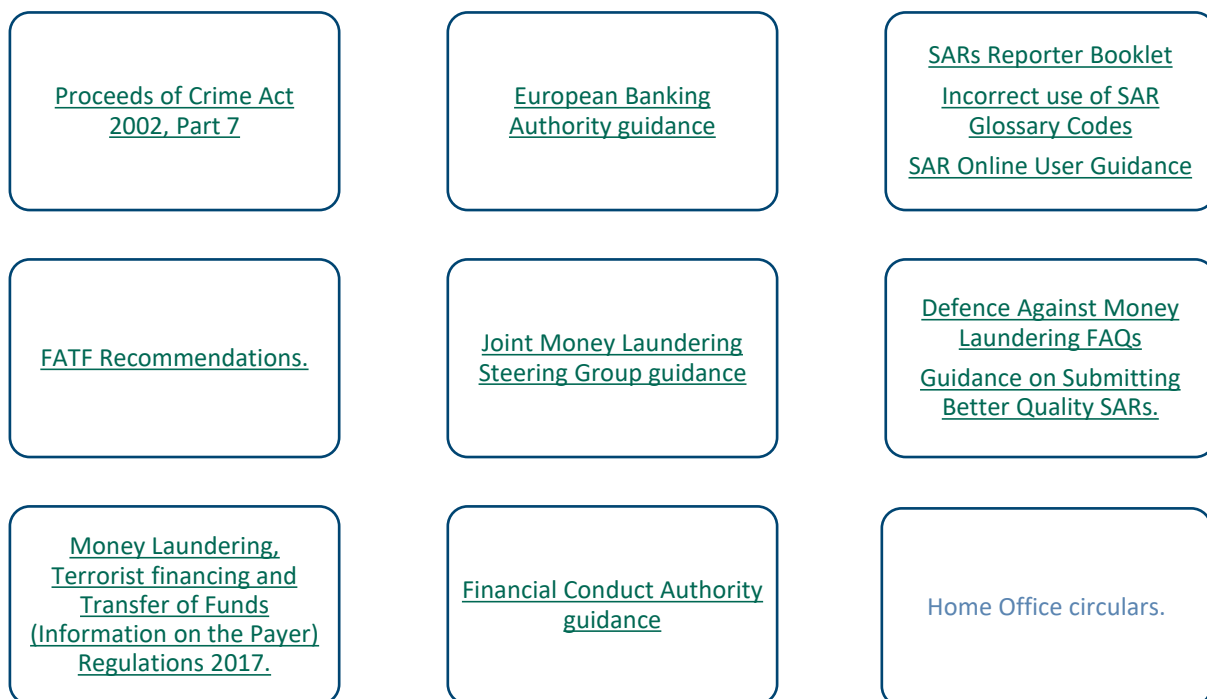 Proceeds of Crime Act
2002, Part 7
European Banking
Authority guidance
SARs Reporter Booklet
Incorrect use of SAR
Glossary Codes
SAR Online User Guidance
FATF Recommendations.
Joint Money Laundering
Steering Group guidance
Defence Against Money
Laundering FAQs
Guidance on Submitting
Better Quality SARs.
Money Laundering,
Terrorist financing and
Transfer of Funds
(Information on the Payer)
Regulations 2017.
Financial Conduct Authority
guidance
Home Office circulars.